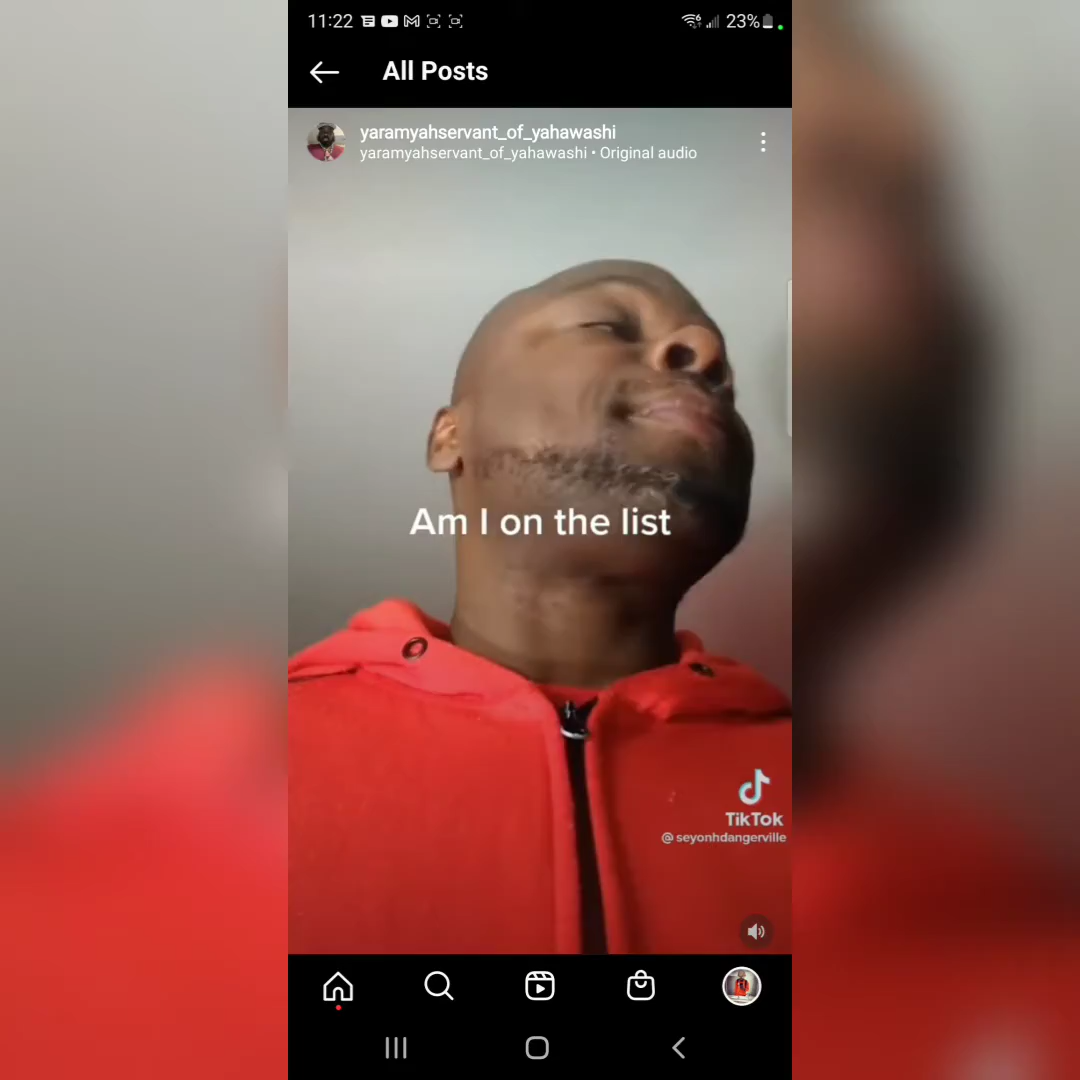 11:22 23%
All Posts
yaramyahservant_of_yahawashi
yaramyahservant_of_yahawashi • Original audio
Am I on the list
TikTok
@seyonhdangerville